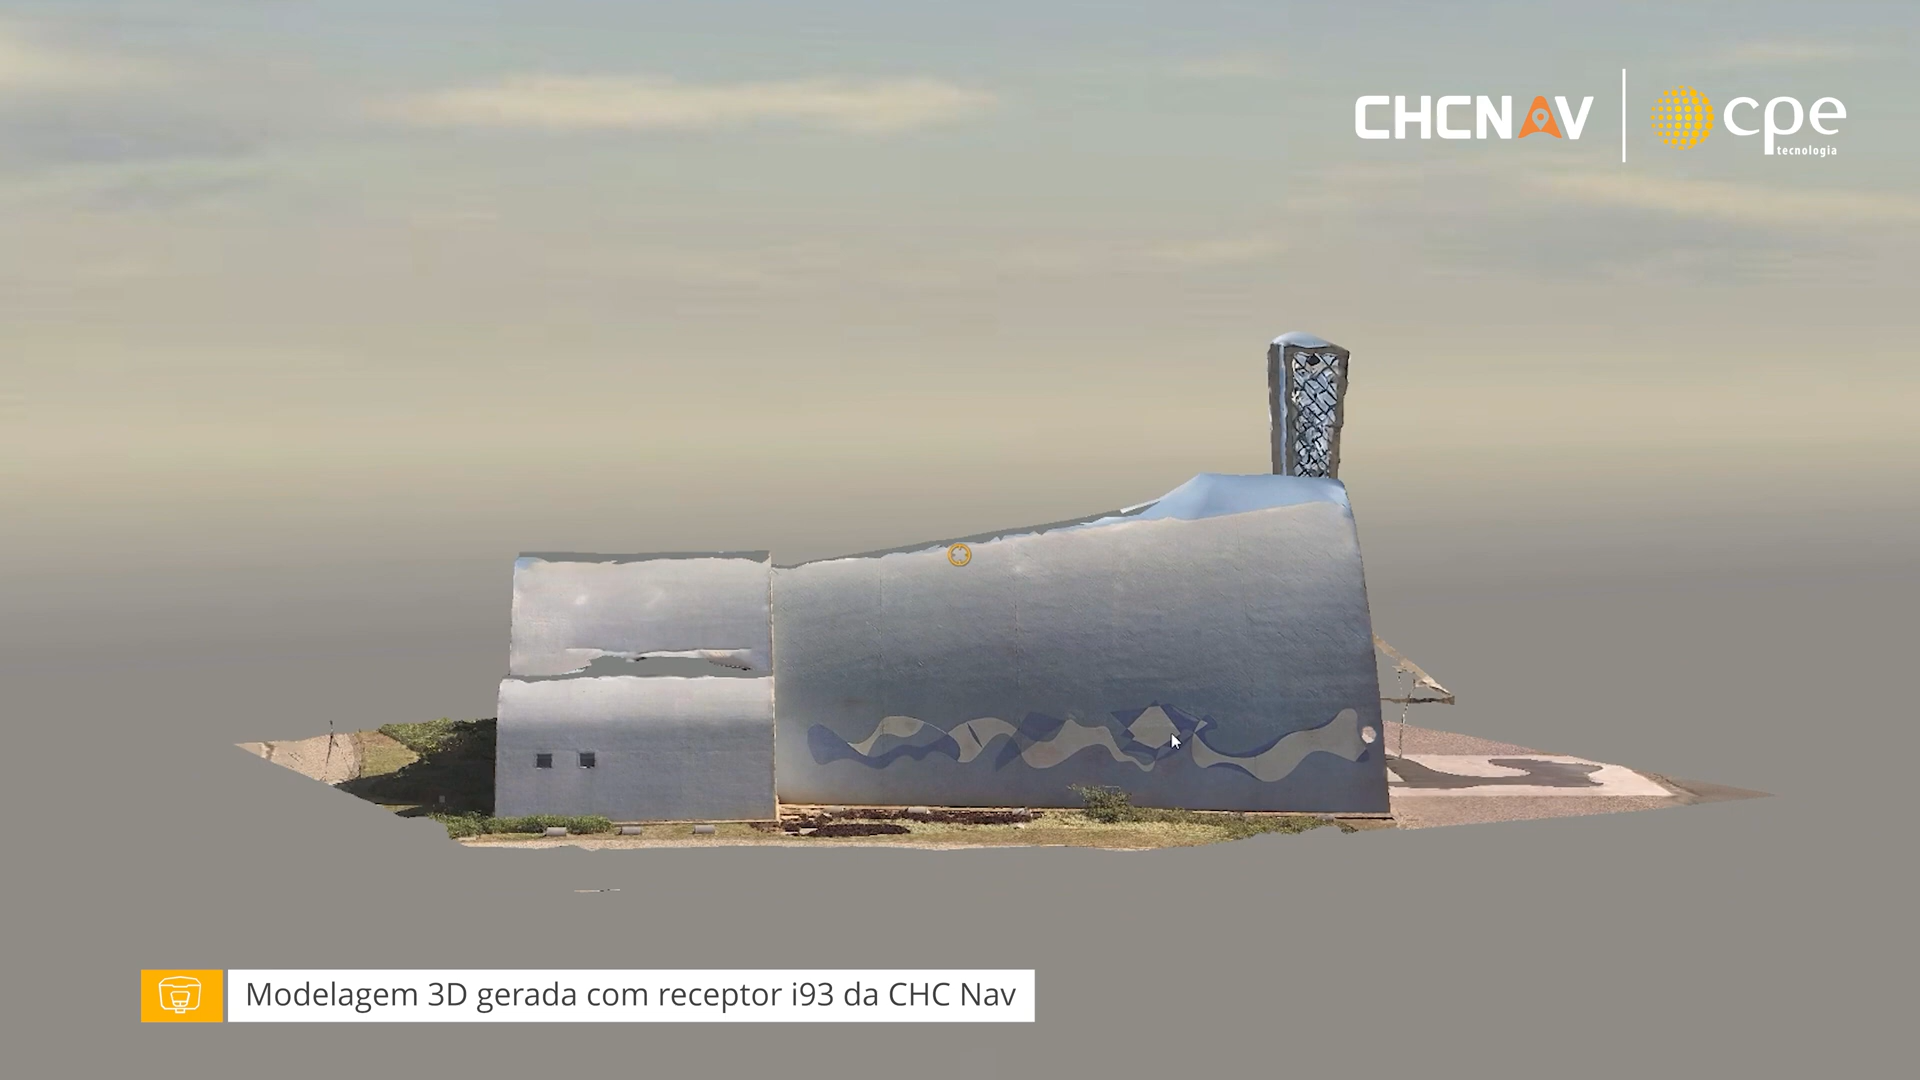 CHCNAV
cpe
tecnologia
Modelagem 3D gerada com receptor i93 da CHC Nav